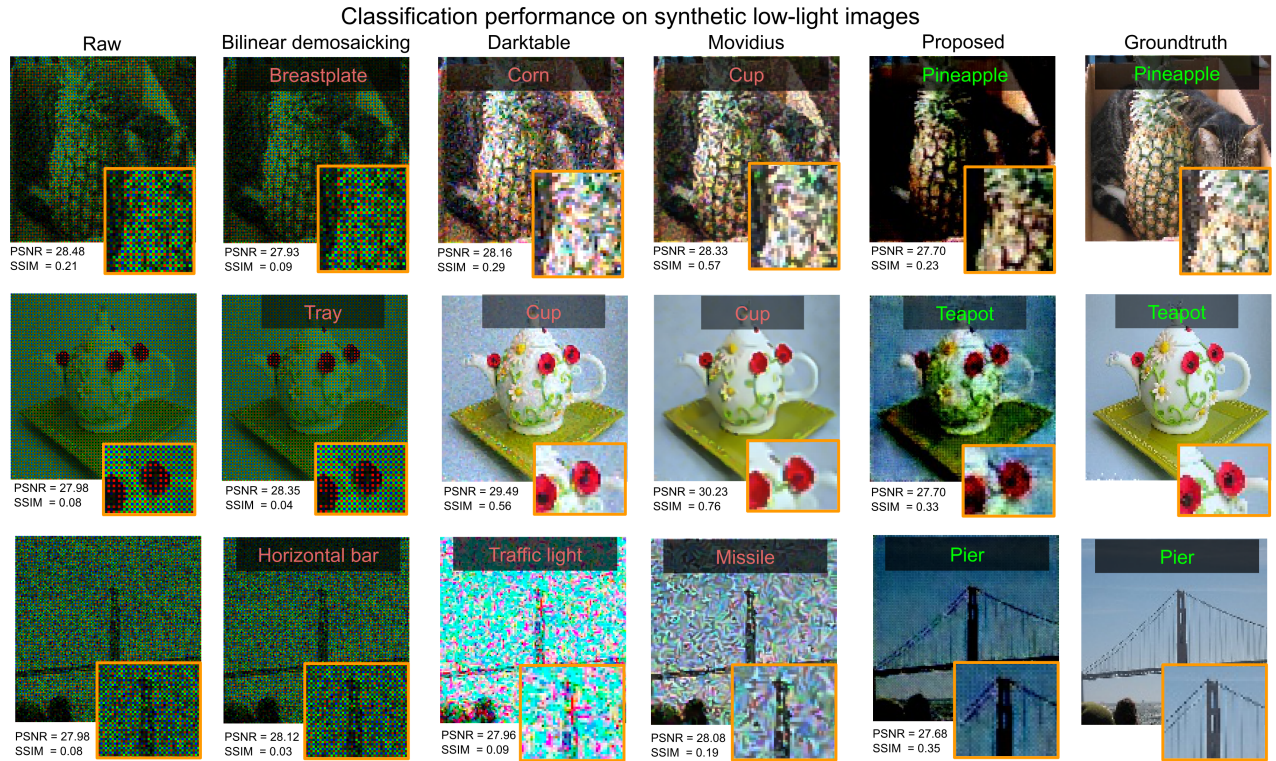 Classification performance on synthetic low-light images
Raw
Bilinear demosaicking
Darktable
Movidius
Proposed
Groundtruth
Breastplate
Corn
Cup
Pineapple
Pineapple
PSNR = 28.48
SSIM = 0.21
PSNR = 27.93
SSIM = 0.09
PSNR = 28.16
SSIM = 0.29
PSNR = 28.33
SSIM = 0.57
PSNR = 27.70
SSIM = 0.23
Tray
Cup
Cup
Teapot
Teapot
PSNR = 27.98
SSIM = 0.08
PSNR = 28.35
SSIM = 0.04
PSNR = 29.49
SSIM = 0.56
PSNR = 30.23
SSIM = 0.76
PSNR = 27.70
SSIM = 0.33
Horizontal bar
Traffic light
Missile
Pier
Pier
PSNR = 27.98
SSIM = 0.08
PSNR = 28.12
SSIM = 0.03
PSNR = 27.96
SSIM = 0.09
PSNR = 28.08
SSIM = 0.19
PSNR = 27.68
SSIM = 0.35